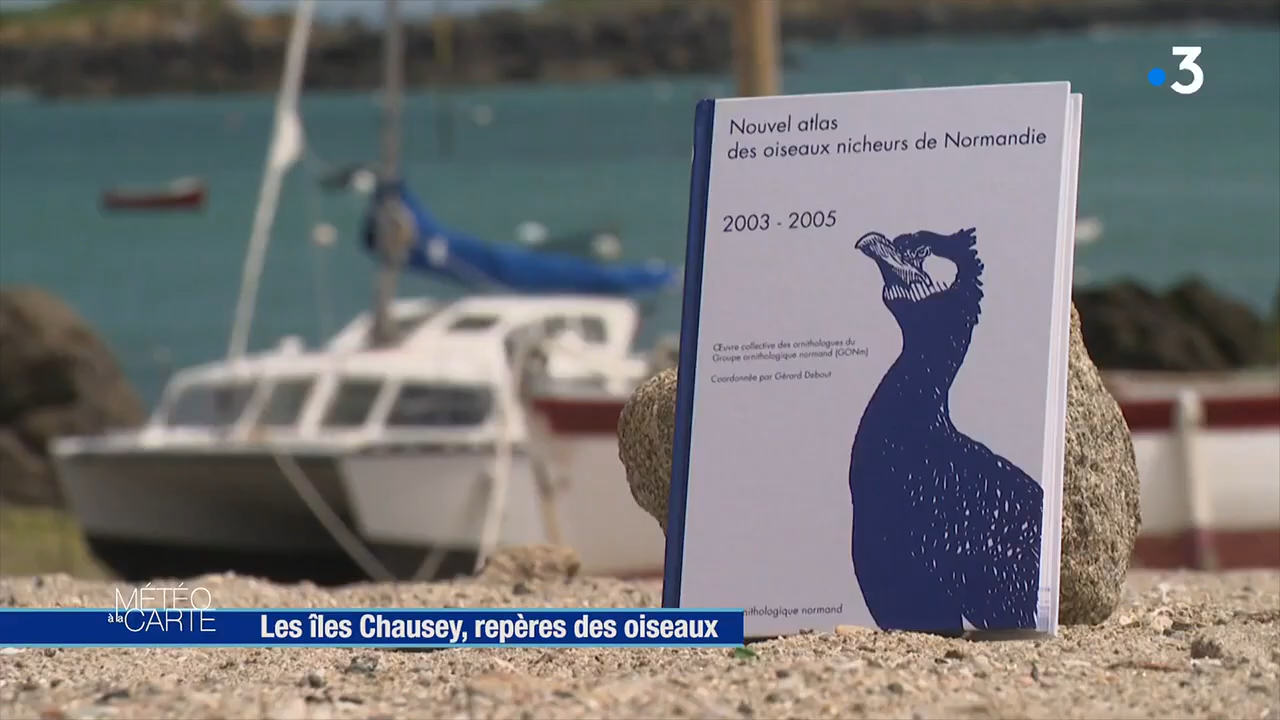 3
Nouvel atlas
des oiseaux nicheurs de Normandie
2003 - 2005
Œuvre collective des ornithologues du
Groupe ornithologique normand (GONm)
Coordonnée par Gérard Debout
normand
MÉTÉO
à la CARTE
Les îles Chausey, repères des oiseaux